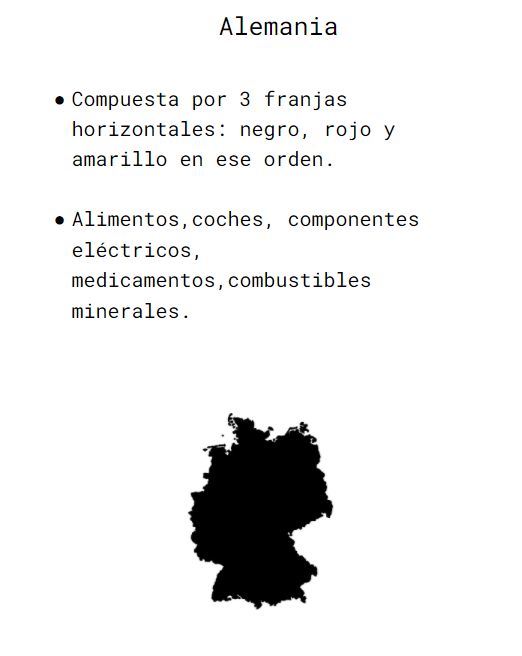 Alemania
● Compuesta por 3 franjas
horizontales: negro, rojo y
amarillo en ese orden.
● Alimentos,coches, componentes
eléctricos,
medicamentos,combustibles
minerales.